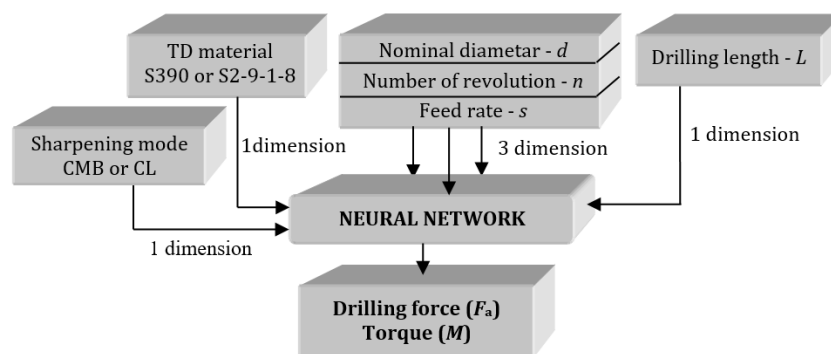 TD material
S390 or S2-9-1-8
Nominal diametar - d
Number of revolution - n
Feed rate - s
Drilling length - L
Sharpening mode
CMB or CL
1dimension
3 dimension
1 dimension
NEURAL NETWORK
1 dimension
Drilling force (Fₐ)
Torque (M)